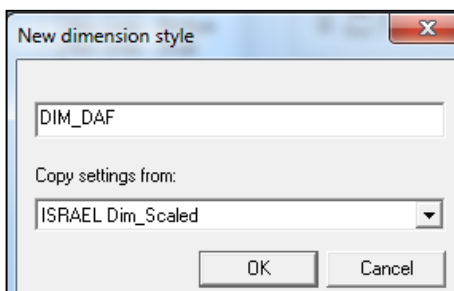 New dimension style
DIM_DAF
Copy settings from:
ISRAEL Dim_Scaled
OK
Cancel